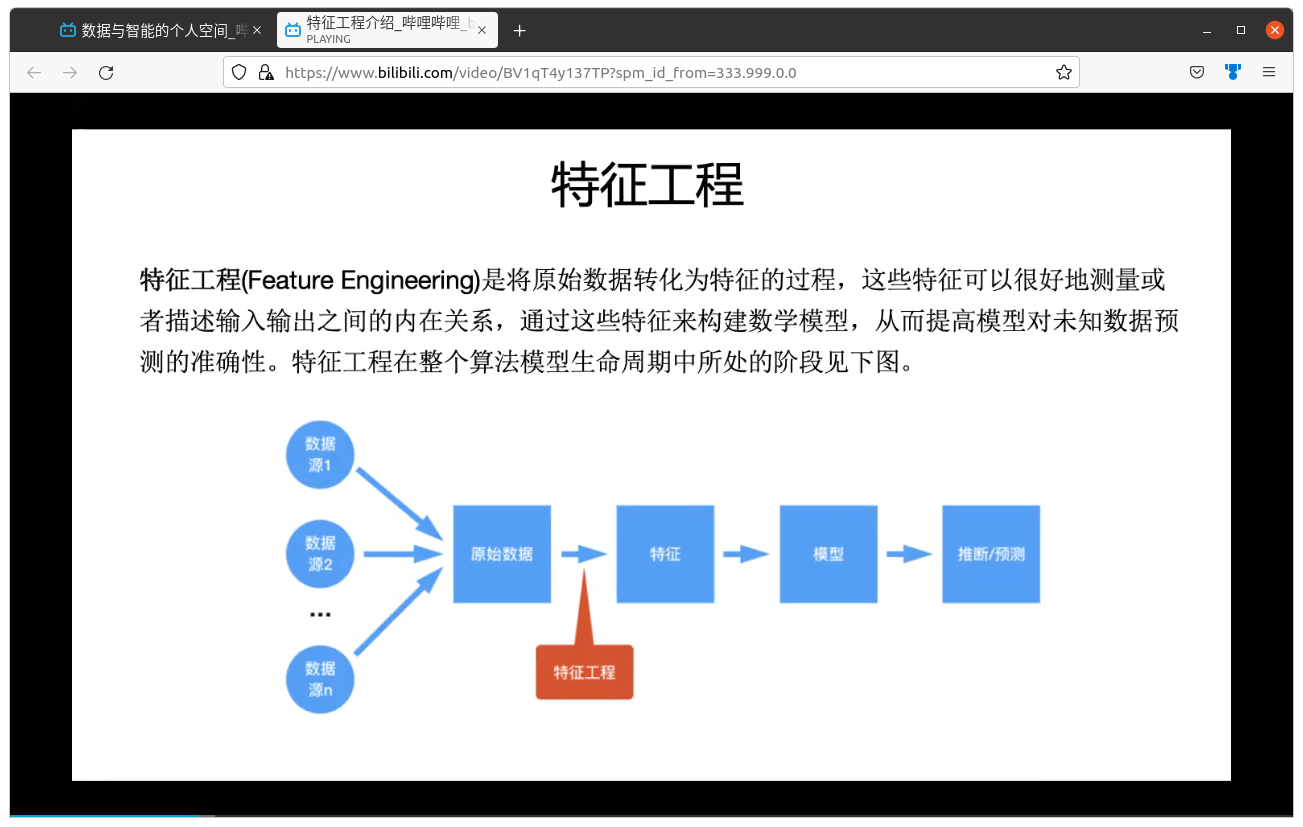 数据与智能的个人空间_哔
特征工程介绍_哔哩哔哩_b
PLAYING
https://www.bilibili.com/video/BV1qT4y137TP?spm_id_from=333.999.0.0
特征工程
特征工程(Feature Engineering)是将原始数据转化为特征的过程，这些特征可以很好地测量或
者描述输入输出之间的内在关系，通过这些特征来构建数学模型，从而提高模型对未知数据预
测的准确性。特征工程在整个算法模型生命周期中所处的阶段见下图。
数据
源1
数据
源2
...
数据
源n
原始数据
特征
模型
推断/预测
特征工程